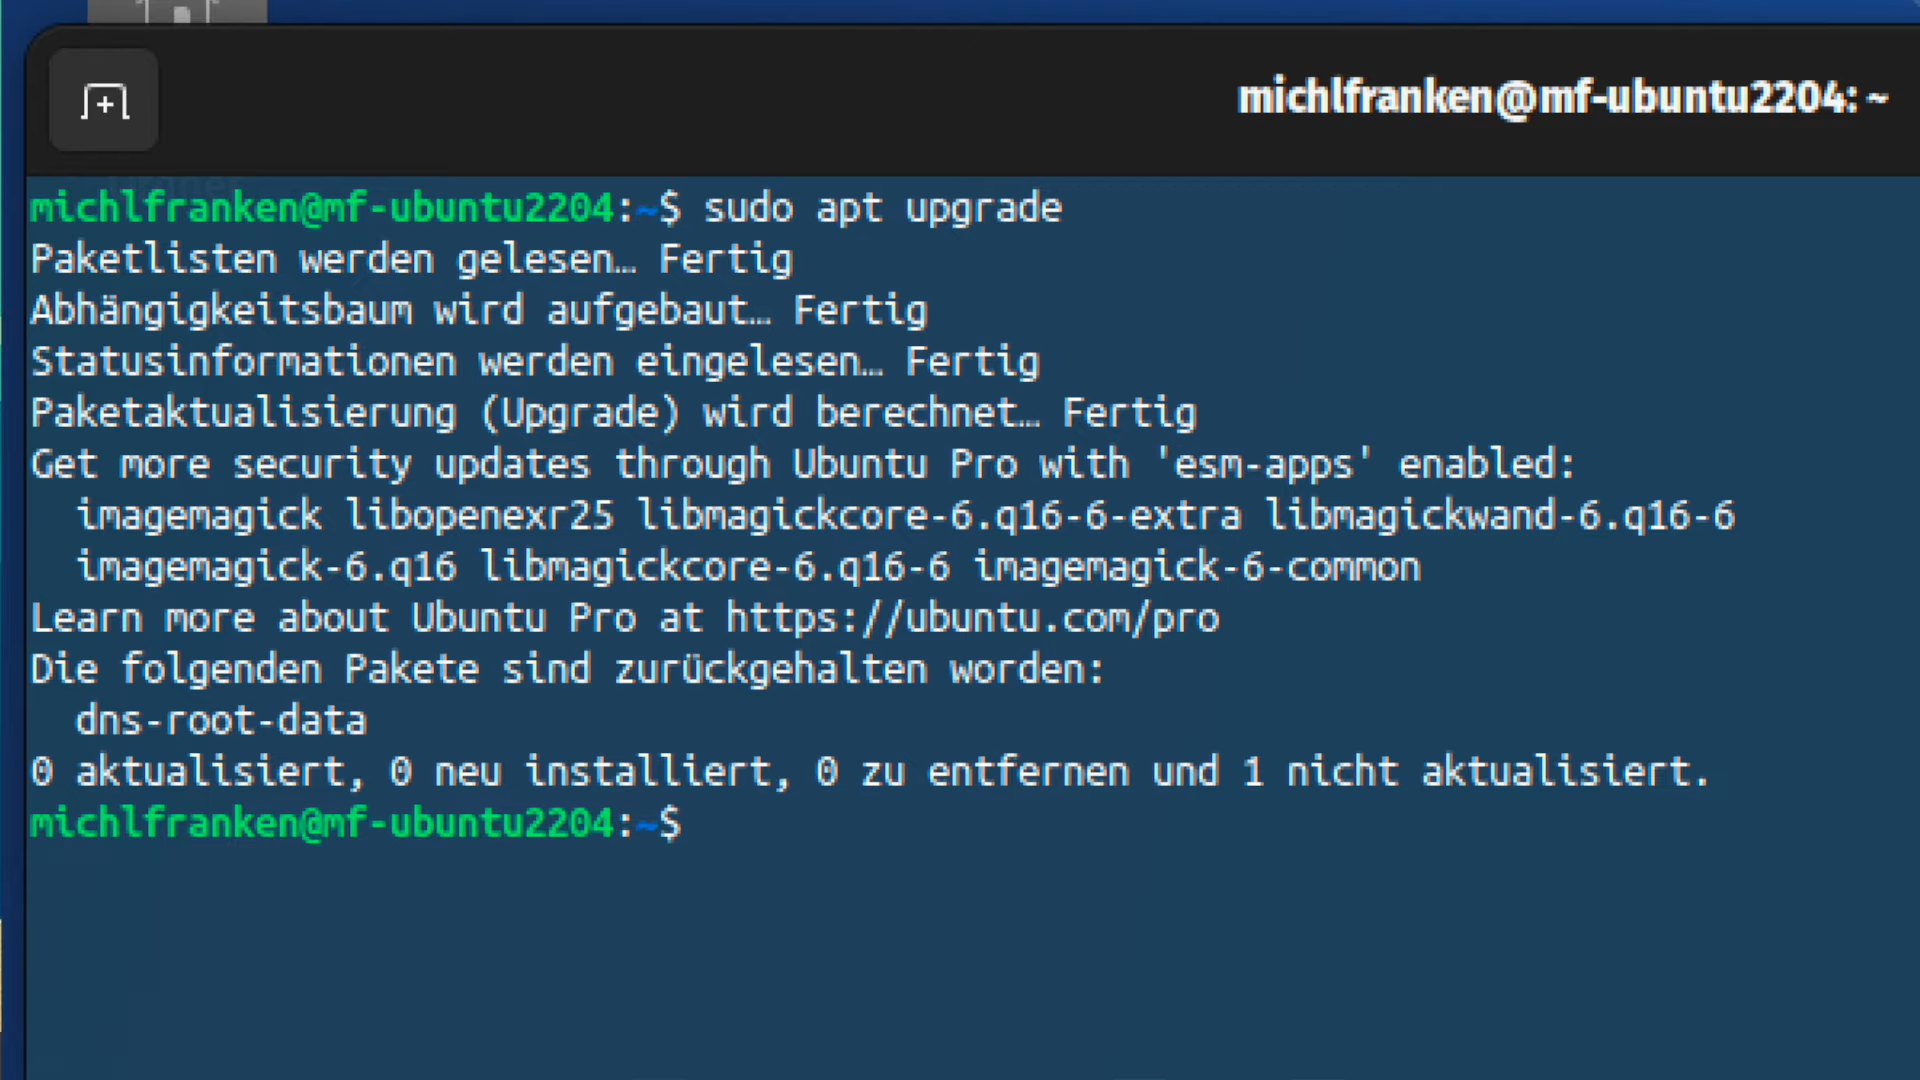 michlfranken@mf-ubuntu2204: ~
michlfranken@mf-ubuntu2204:~$ sudo apt upgrade
Paketlisten werden gelesen… Fertig
Abhängigkeitsbaum wird aufgebaut… Fertig
Statusinformationen werden eingelesen… Fertig
Paketaktualisierung (Upgrade) wird berechnet… Fertig
Get more security updates through Ubuntu Pro with 'esm-apps' enabled:
  imagemagick libopenexr25 libmagickcore-6.q16-6-extra libmagickwand-6.q16-6
  imagemagick-6.q16 libmagickcore-6.q16-6 imagemagick-6-common
Learn more about Ubuntu Pro at https://ubuntu.com/pro
Die folgenden Pakete sind zurückgehalten worden:
  dns-root-data
0 aktualisiert, 0 neu installiert, 0 zu entfernen und 1 nicht aktualisiert.
michlfranken@mf-ubuntu2204:~$